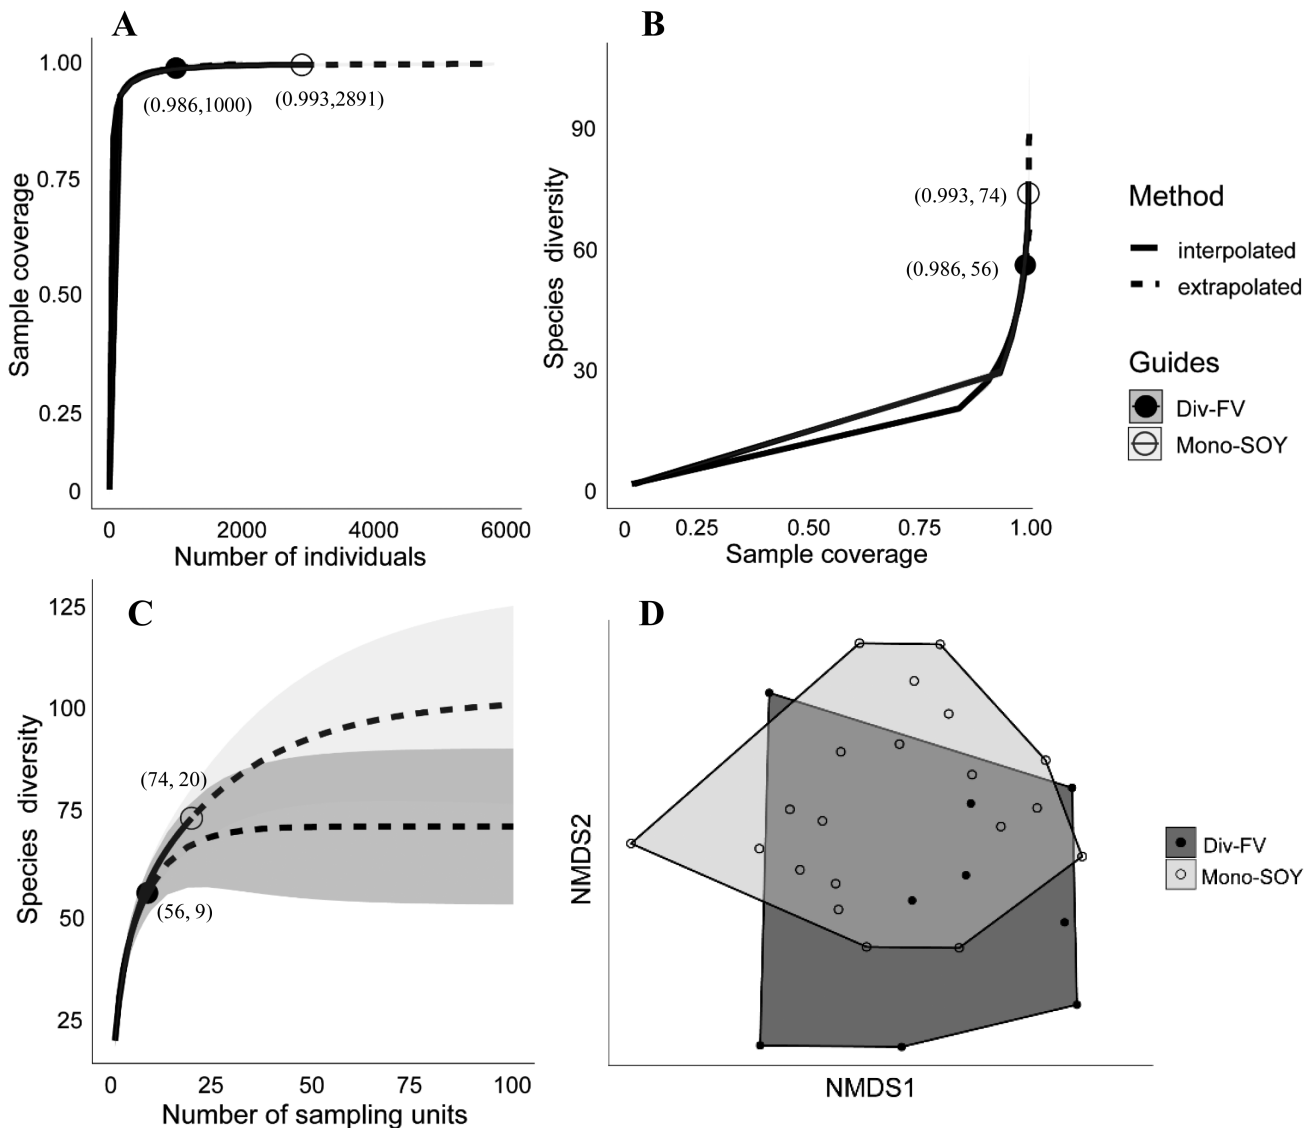 A
1.00
0.75
0.50
0.25
0
Sample coverage
(0.986,1000)
(0.993,2891)
0
2000
4000
6000
Number of individuals
B
90
60
30
0
Species diversity
(0.993, 74)
(0.986, 56)
0
0.25
0.50
0.75
1.00
Sample coverage
Method
interpolated
extrapolated
Guides
Div-FV
Mono-SOY
C
125
100
75
50
25
Species diversity
(74, 20)
(56, 9)
0
25
50
75
100
Number of sampling units
D
NMDS2
NMDS1
Div-FV
Mono-SOY